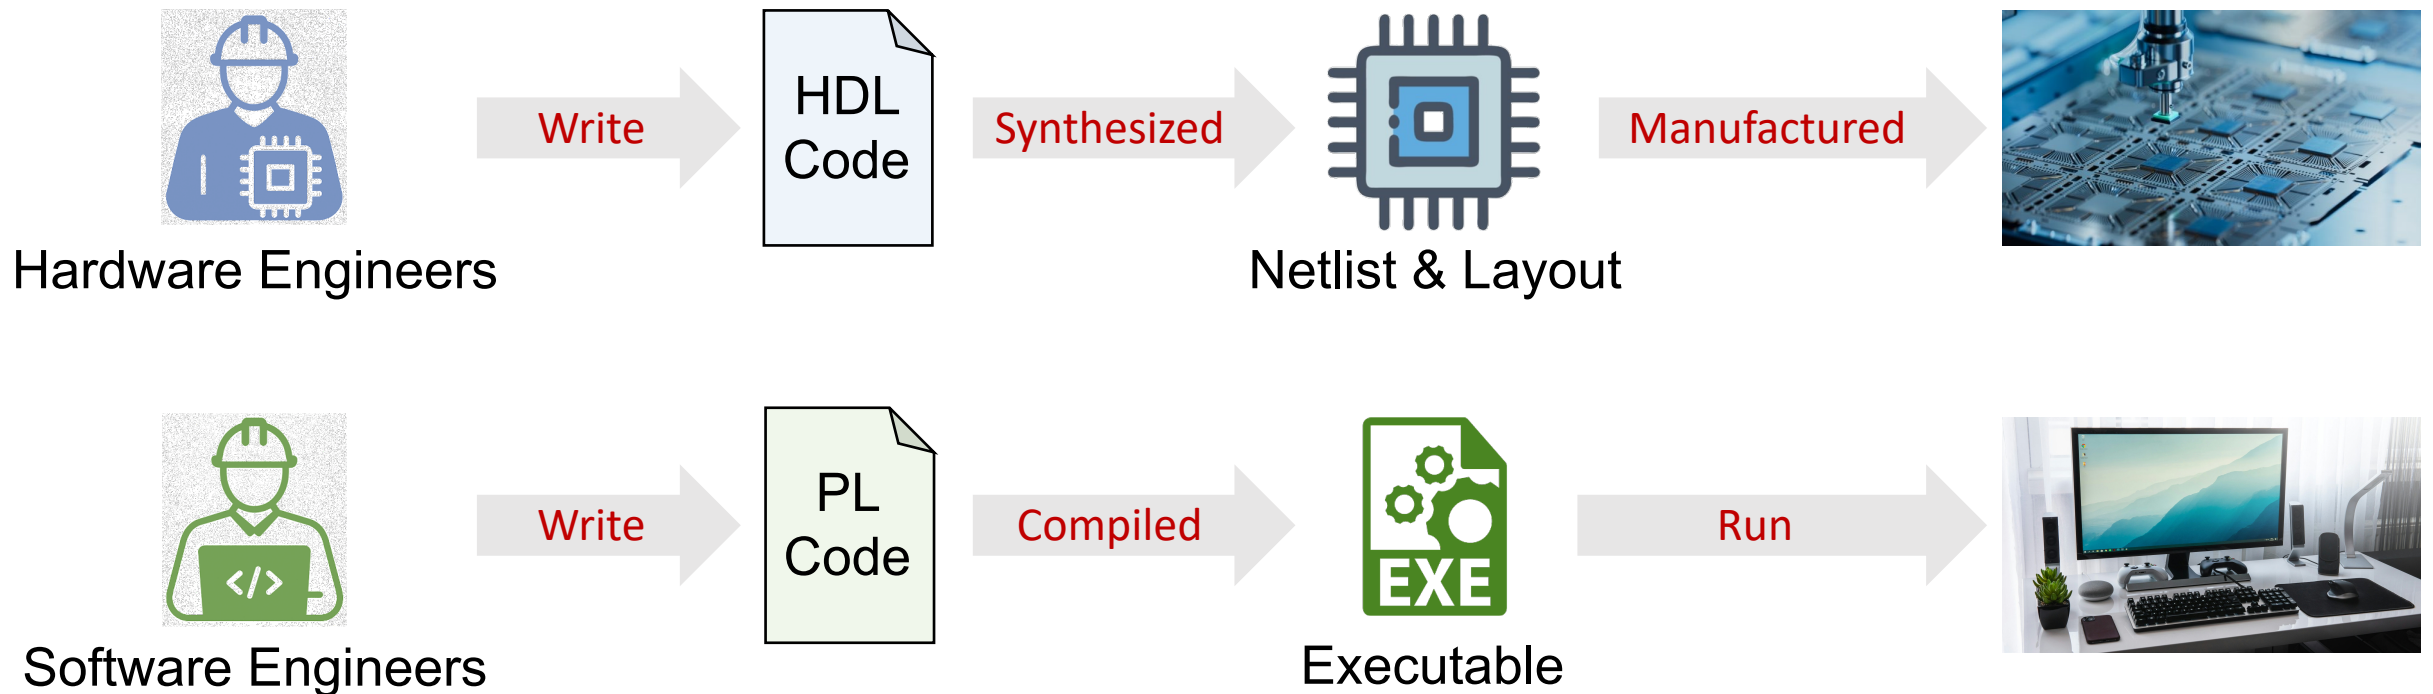 Write
HDL
Code
Synthesized
Manufactured
Hardware Engineers
Netlist & Layout
Write
PL
Code
Compiled
EXE
Run
</>
Software Engineers
Executable